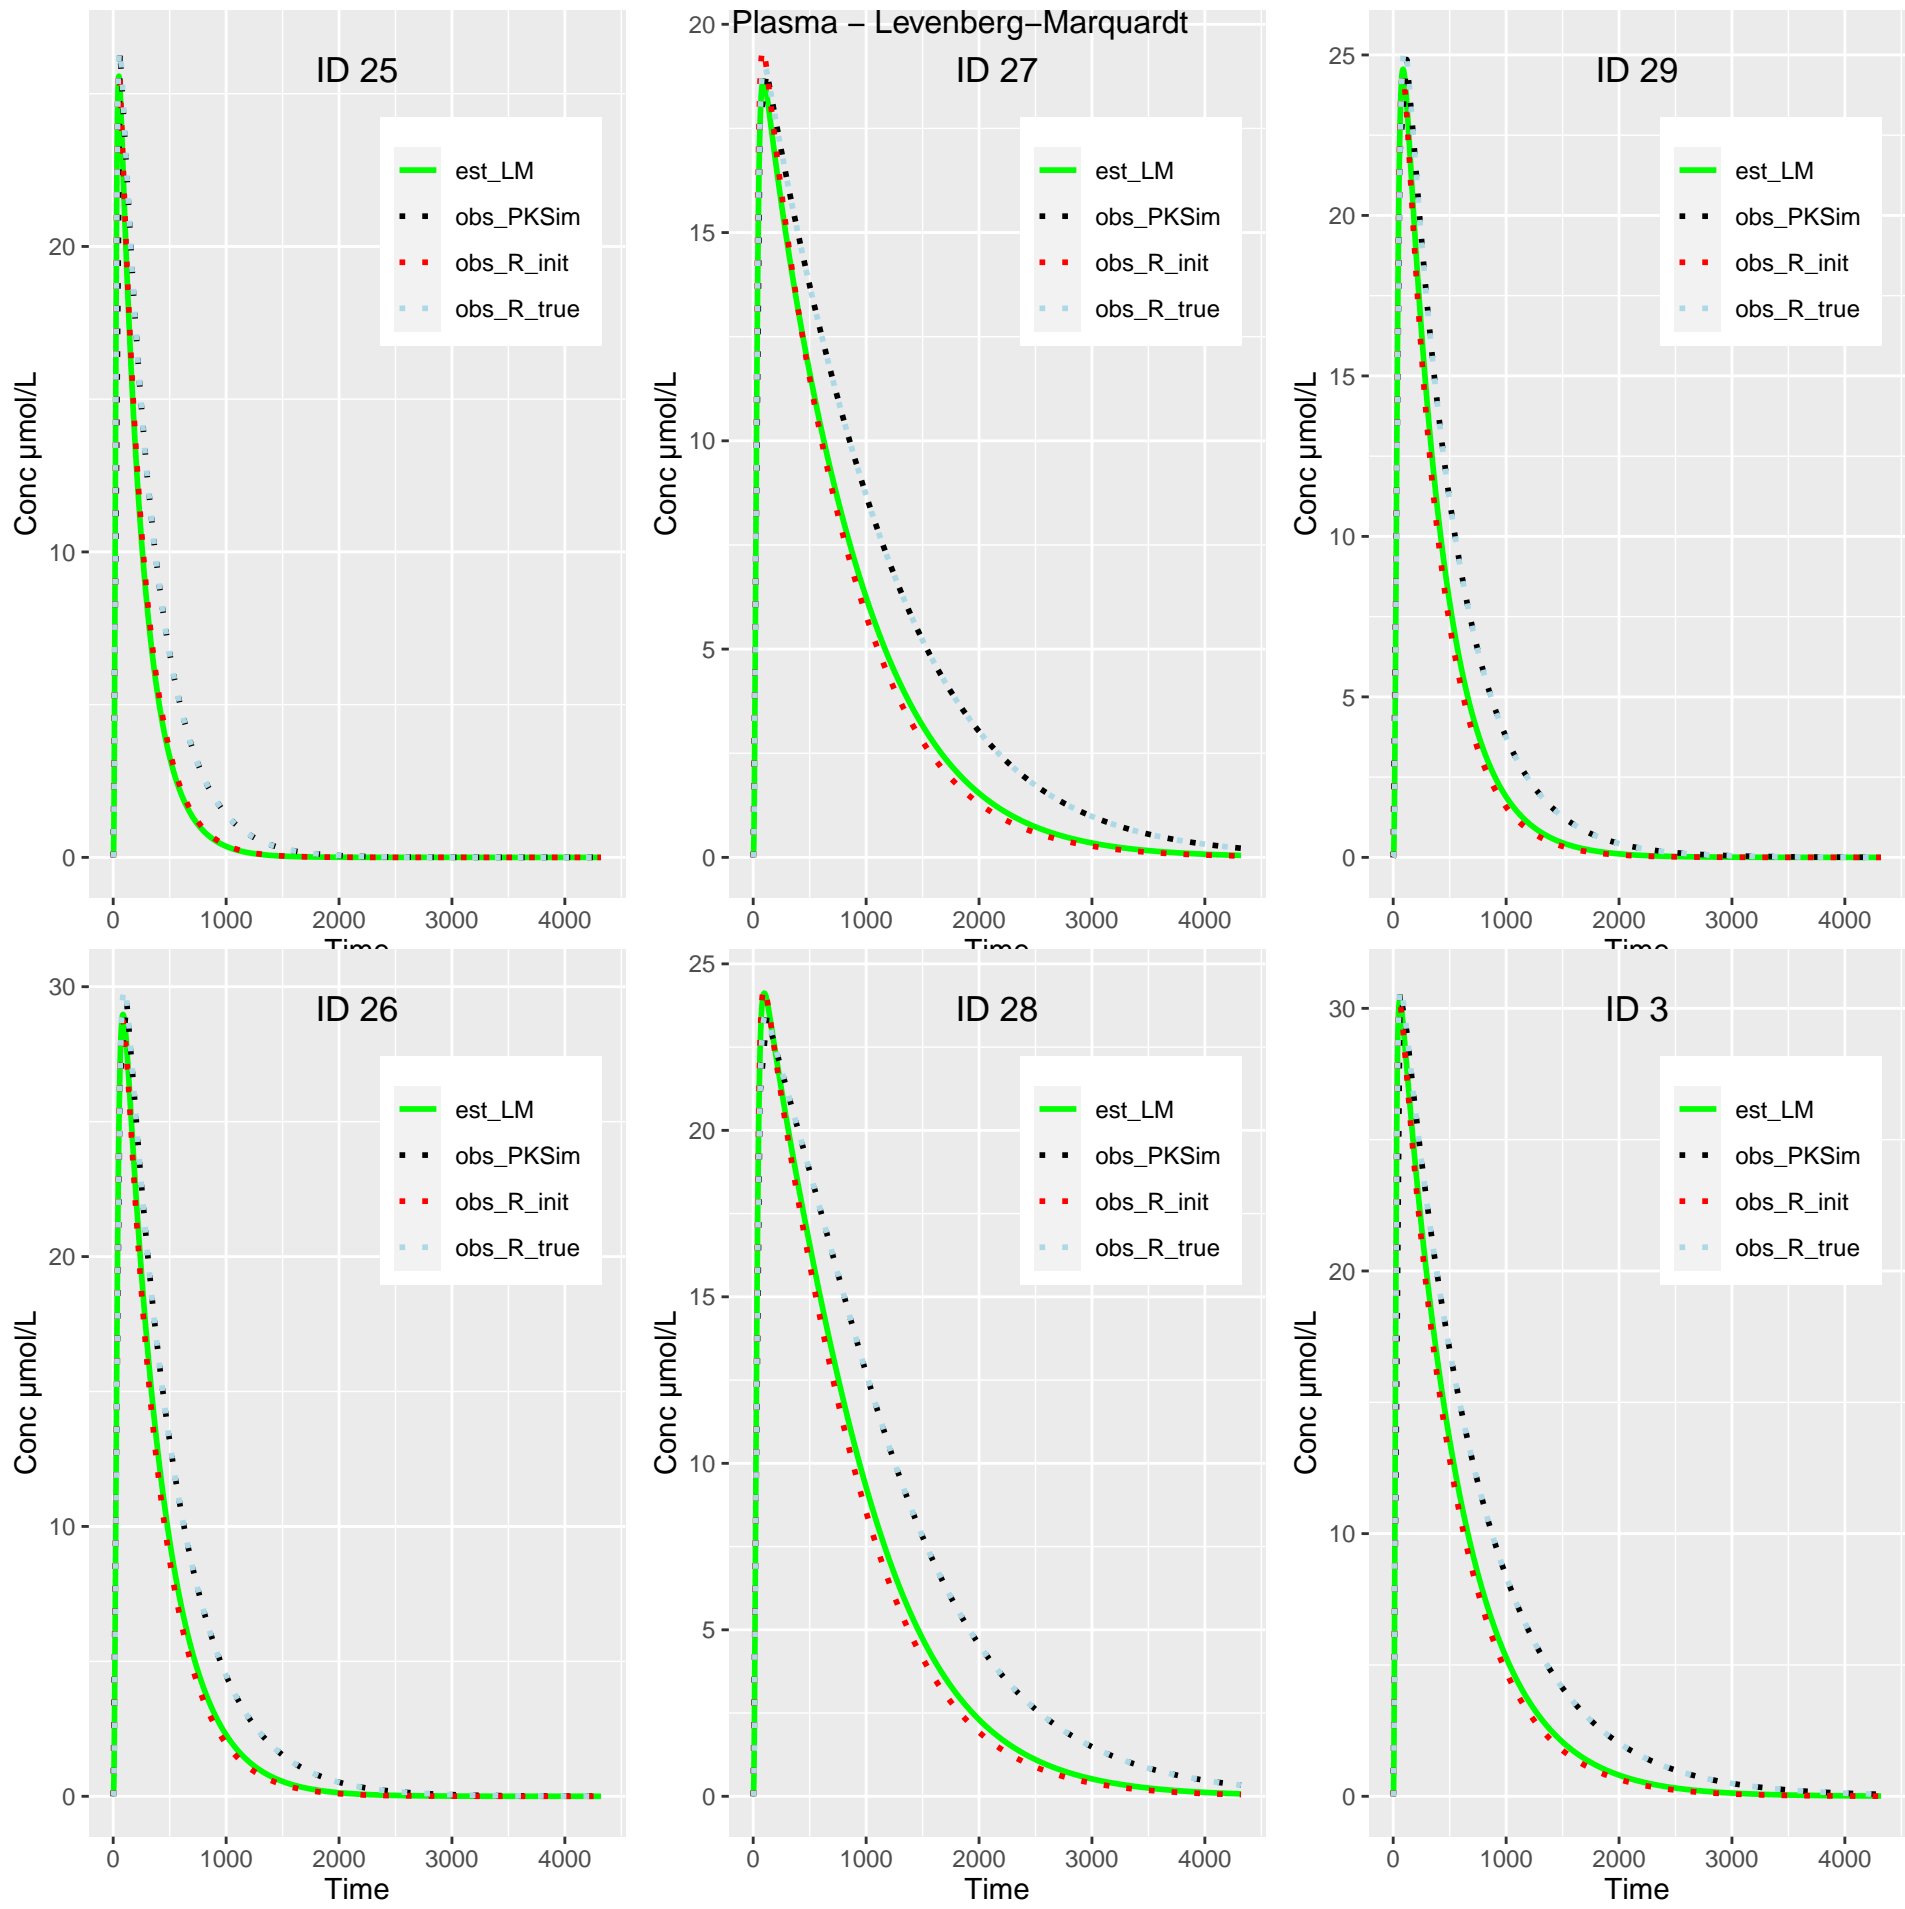 Plasma – Levenberg–Marquardt
ID 25
est_LM
obs_PKSim
obs_R_init
obs_R_true
Conc µmol/L
20
10
0
0 1000 2000 3000 4000
Time
ID 27
est_LM
obs_PKSim
obs_R_init
obs_R_true
Conc µmol/L
20
15
10
5
0
0 1000 2000 3000 4000
ID 29
est_LM
obs_PKSim
obs_R_init
obs_R_true
Conc µmol/L
25
20
15
10
5
0
0 1000 2000 3000 4000
Time
ID 26
est_LM
obs_PKSim
obs_R_init
obs_R_true
Conc µmol/L
30
20
10
0
0 1000 2000 3000 4000
Time
ID 28
est_LM
obs_PKSim
obs_R_init
obs_R_true
Conc µmol/L
25
20
15
10
5
0
0 1000 2000 3000 4000
Time
ID 3
est_LM
obs_PKSim
obs_R_init
obs_R_true
Conc µmol/L
30
20
10
0
0 1000 2000 3000 4000
Time